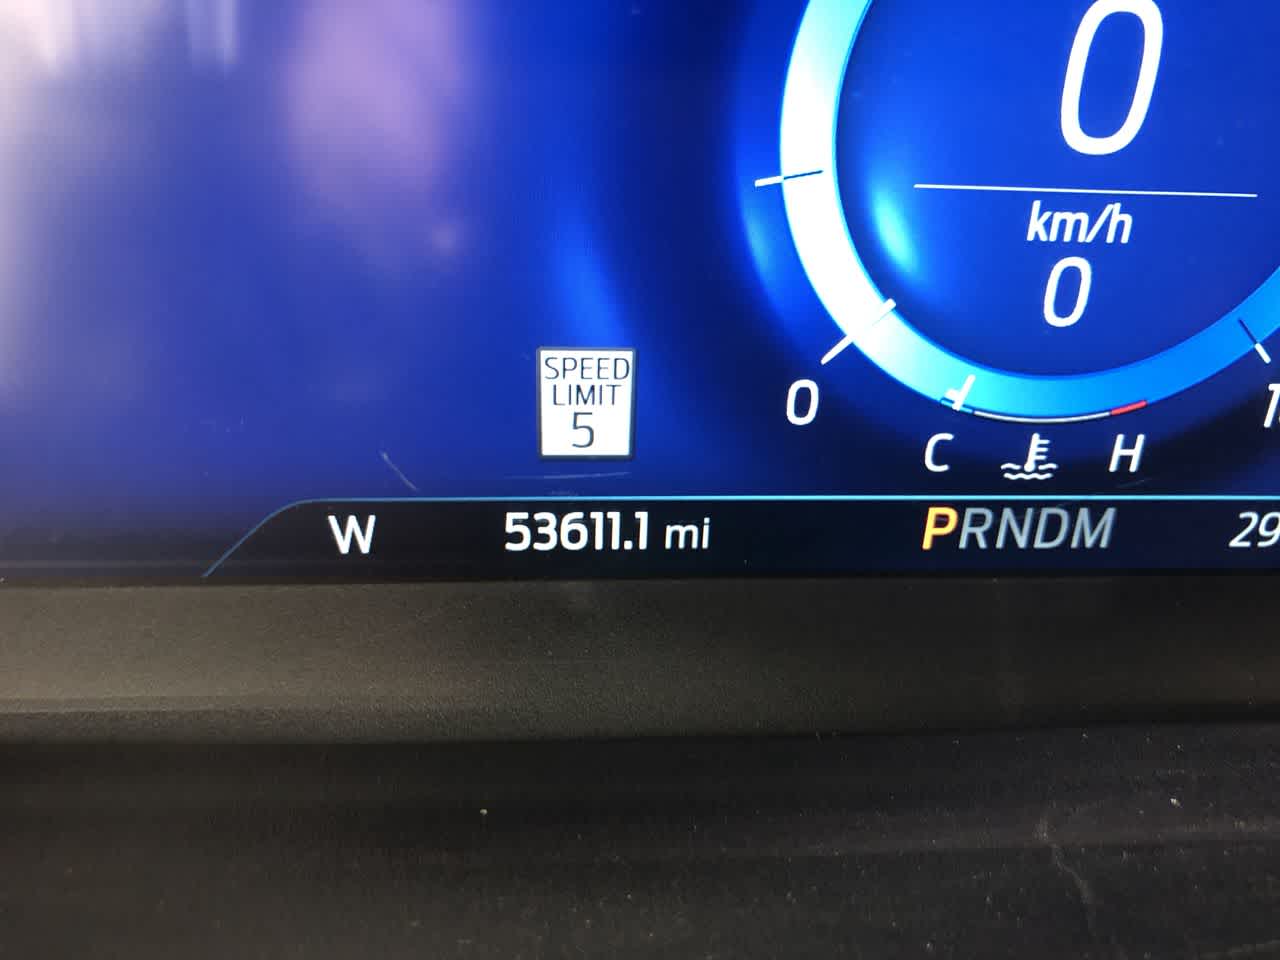 0
km/h
0
SPEED
LIMIT
5
0
C H
W 53611.1 mi PRNDM 29